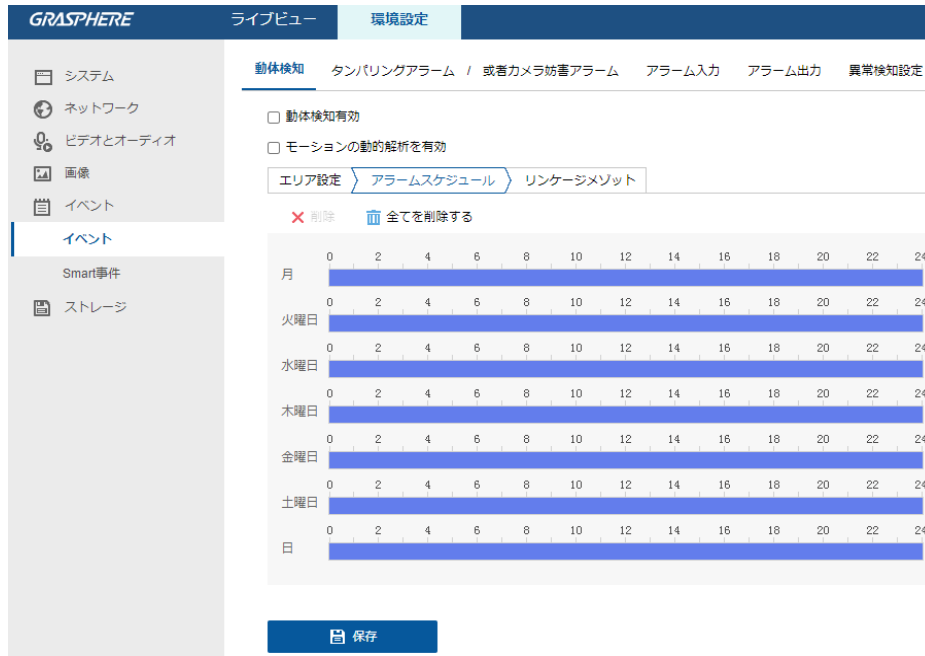 GRASPHERE ライブビュー 環境設定
動体検知 タンパリングアラーム / 或者カメラ妨害アラーム アラーム入力 アラーム出力 異常検知設定
システム
ネットワーク
ビデオとオーディオ
画像
イベント
イベント
Smart事件
ストレージ
動体検知有効
モーションの動的解析を有効
エリア設定 アラームスケジュール リンケージメゾット
削除 全てを削除する
0 2 4 6 8 10 12 14 16 18 20 22 24
月
0 2 4 6 8 10 12 14 16 18 20 22 24
火曜日
0 2 4 6 8 10 12 14 16 18 20 22 24
水曜日
0 2 4 6 8 10 12 14 16 18 20 22 24
木曜日
0 2 4 6 8 10 12 14 16 18 20 22 24
金曜日
0 2 4 6 8 10 12 14 16 18 20 22 24
土曜日
0 2 4 6 8 10 12 14 16 18 20 22 24
日
保存